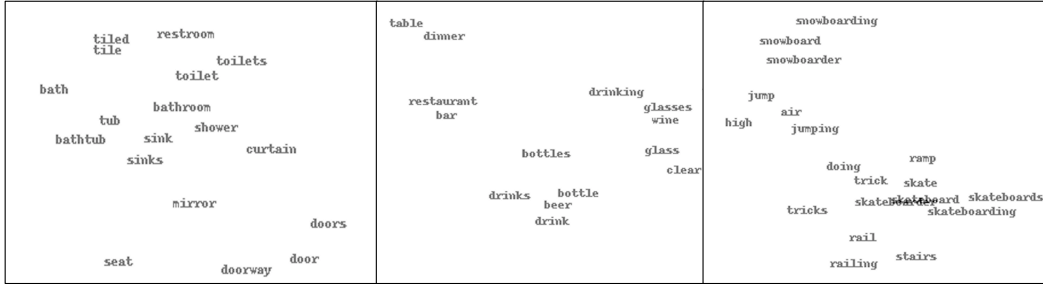 restroom
tiled
tile
toilets
toilet
bath
bathroom
tub
shower
bathtub
sink
curtain
sinks
mirror
doors
seat
door
doorway
table
dinner
drinking
restaurant
glasses
bar
wine
bottles
glass
clear
drinks
bottle
beer
drink
snowboarding
snowboard
snowboarder
jump
air
high
jumping
ramp
doing
trick
skate
skateboarder
skateboard
skateboards
tricks
skateboarding
rail
stairs
railing